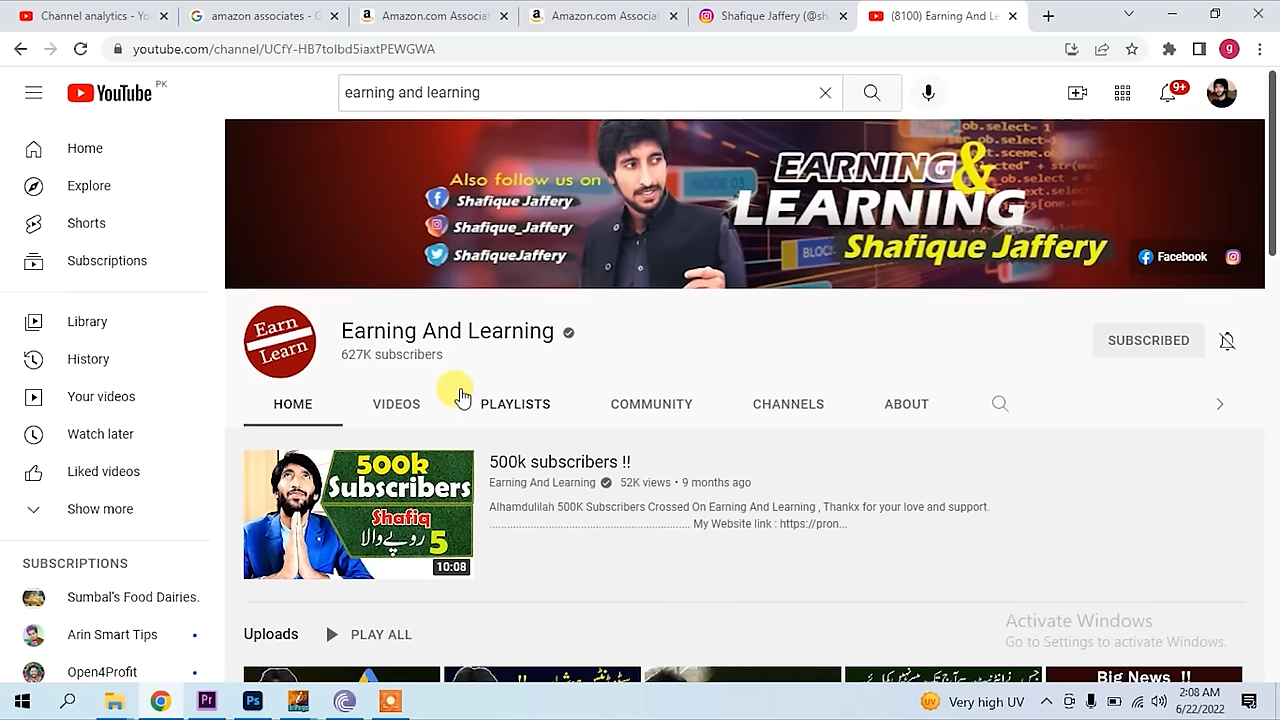 Channel analytics - Yo
amazon associates - G
Amazon.com Associat
Amazon.com Associat
Shafique Jaffery (@sh
(8100) Earning And Le
youtube.com/channel/UCfY-HB7toIbd5iaxtPEWGWA
g
YouTube PK
earning and learning
9+
Home
Explore
Shorts
Subscriptions
Library
History
Your videos
Watch later
Liked videos
Show more
SUBSCRIPTIONS
Sumbal's Food Dairies.
Arin Smart Tips
Open4Profit
Also follow us on
Shafique Jaffery
Shafique_Jaffery
ShafiqueJaffery
EARNING &
LEARNING
Shafique Jaffery
Facebook
Earn
Learn
Earning And Learning
627K subscribers
SUBSCRIBED
HOME
VIDEOS
PLAYLISTS
COMMUNITY
CHANNELS
ABOUT
500k
Subscribers
Shafiq
5 روپے والا
10:08
500k subscribers !!
Earning And Learning
52K views • 9 months ago
Alhamdulilah 500K Subscribers Crossed On Earning And Learning , Thankx for your love and support.
My Website link : https://pron...
Uploads
PLAY ALL
Big News !!
Activate Windows
Go to Settings to activate Windows.
Pr
Ps
Very high UV
2:08 AM
6/22/2022